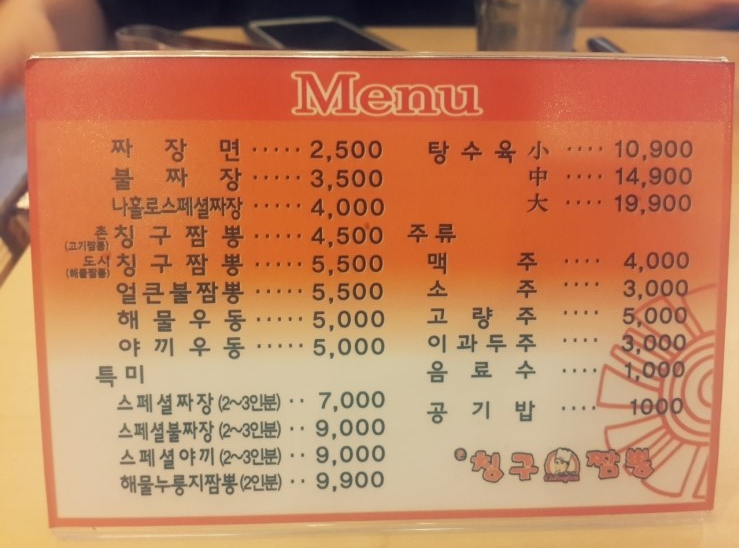 Menu
짜장면 ····· 2,500
불짜장 ····· 3,500
나홀로스페셜짜장 ···· 4,000
촌칭구짬뽕 ····· 4,500
(고기짬뽕)
도시칭구짬뽕 ····· 5,500
(해물짬뽕)
얼큰불짬뽕 ····· 5,500
해물우동 ····· 5,000
야끼우동 ····· 5,000
특미
스페셜짜장(2~3인분) ·· 7,000
스페셜불짜장(2~3인분) ·· 9,000
스페셜야끼(2~3인분) ·· 9,000
해물누룽지짬뽕(2인분) ·· 9,900
탕수육 小 ···· 10,900
中 ···· 14,900
大 ···· 19,900
주류
맥주 ···· 4,000
소주 ···· 3,000
고량주 ···· 5,000
이과두주 ···· 3,000
음료수 ···· 1,000
공기밥 ···· 1000
칭구짬뽕